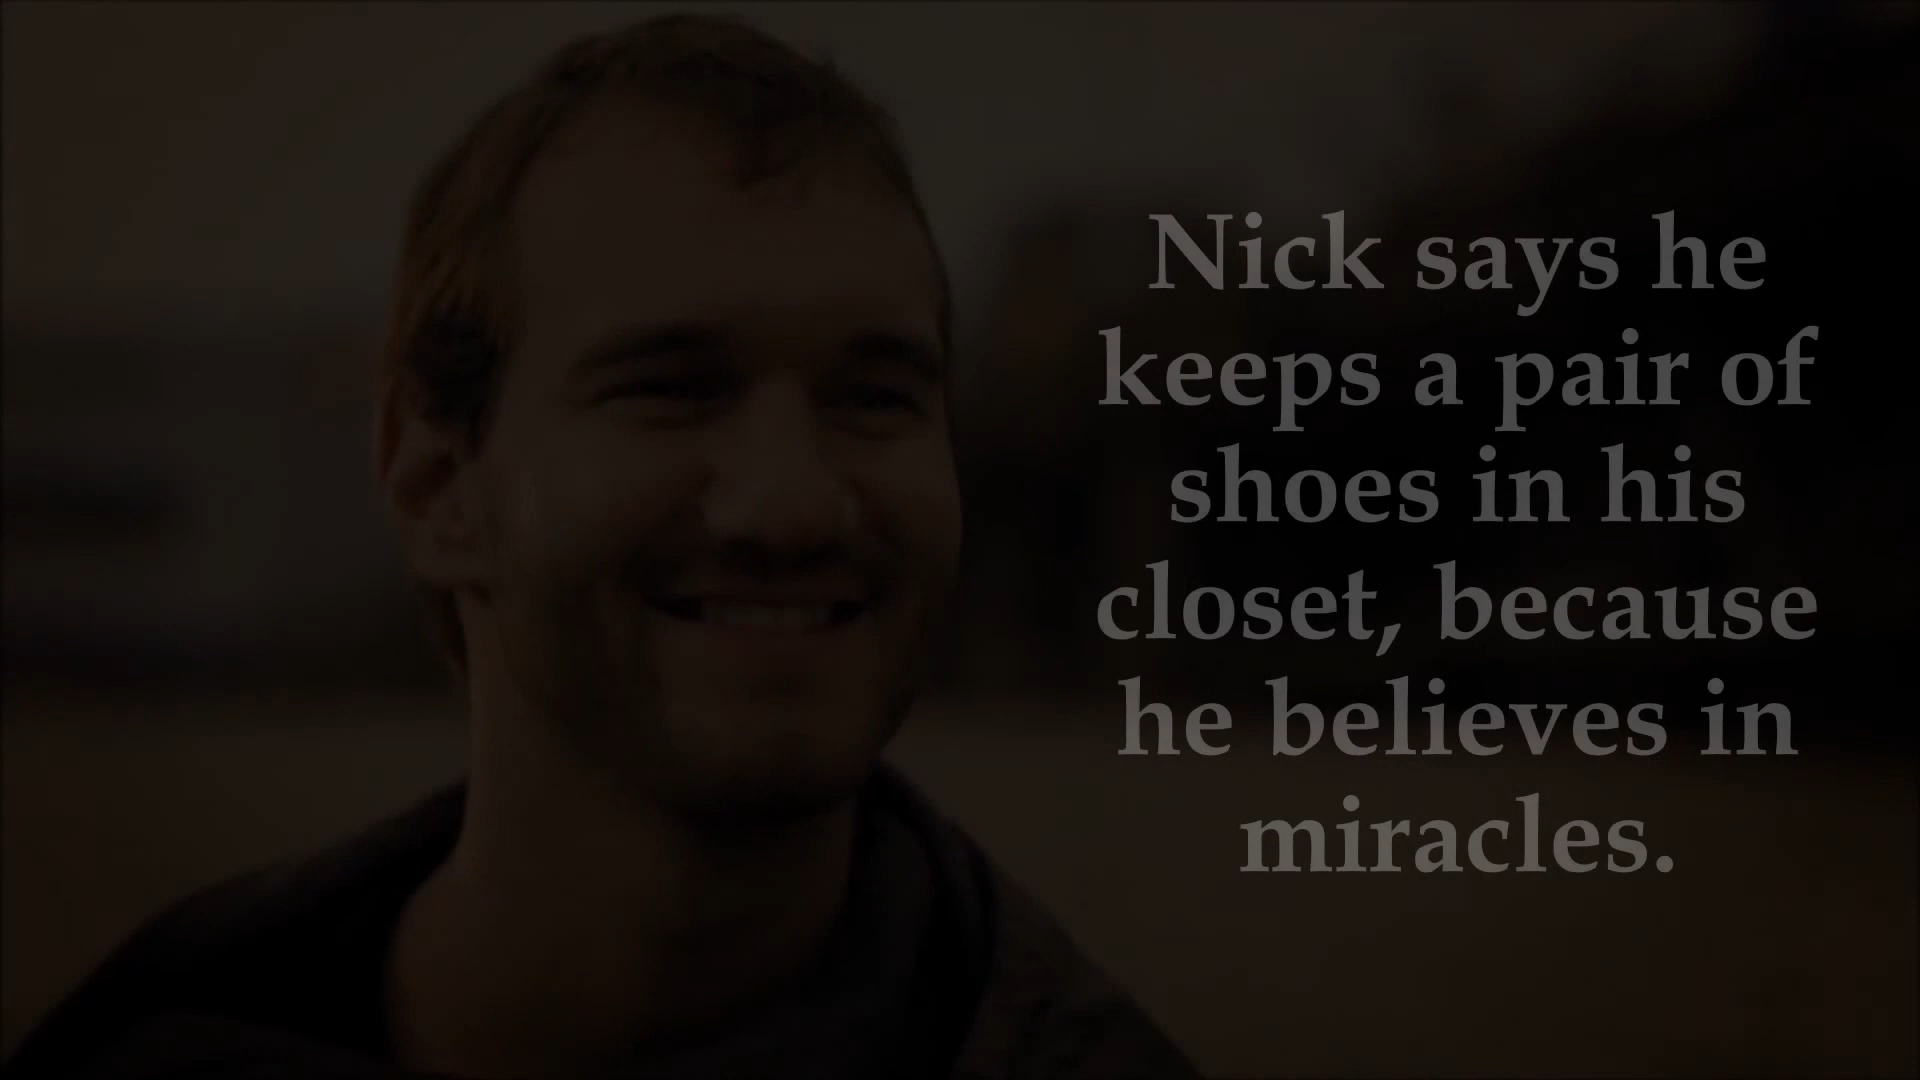 Nick says he
keeps a pair of
shoes in his
closet, because
he believes in
miracles.